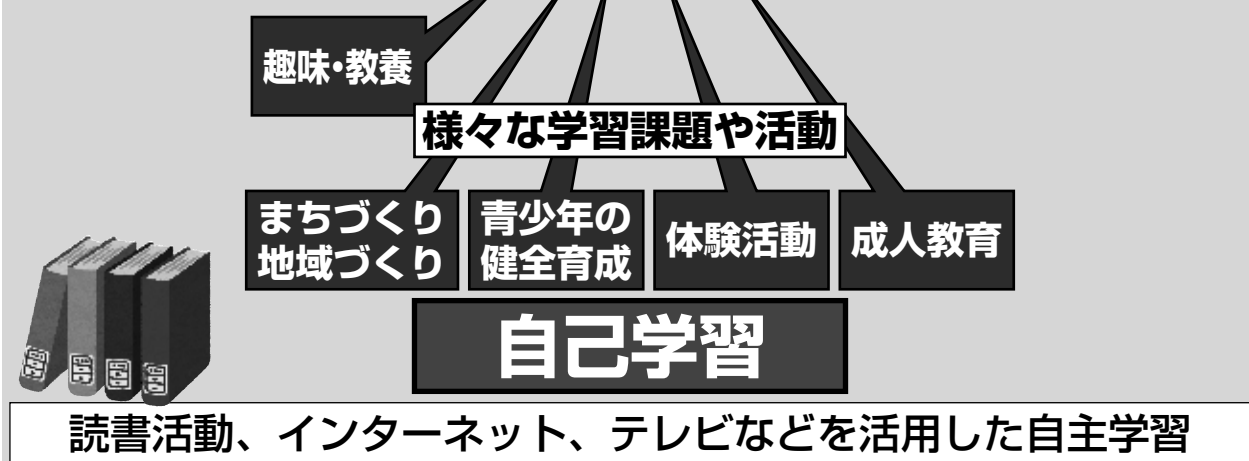 趣味・教養
様々な学習課題や活動
まちづくり
地域づくり
青少年の
健全育成
体験活動
成人教育
自己学習
読書活動、インターネット、テレビなどを活用した自主学習